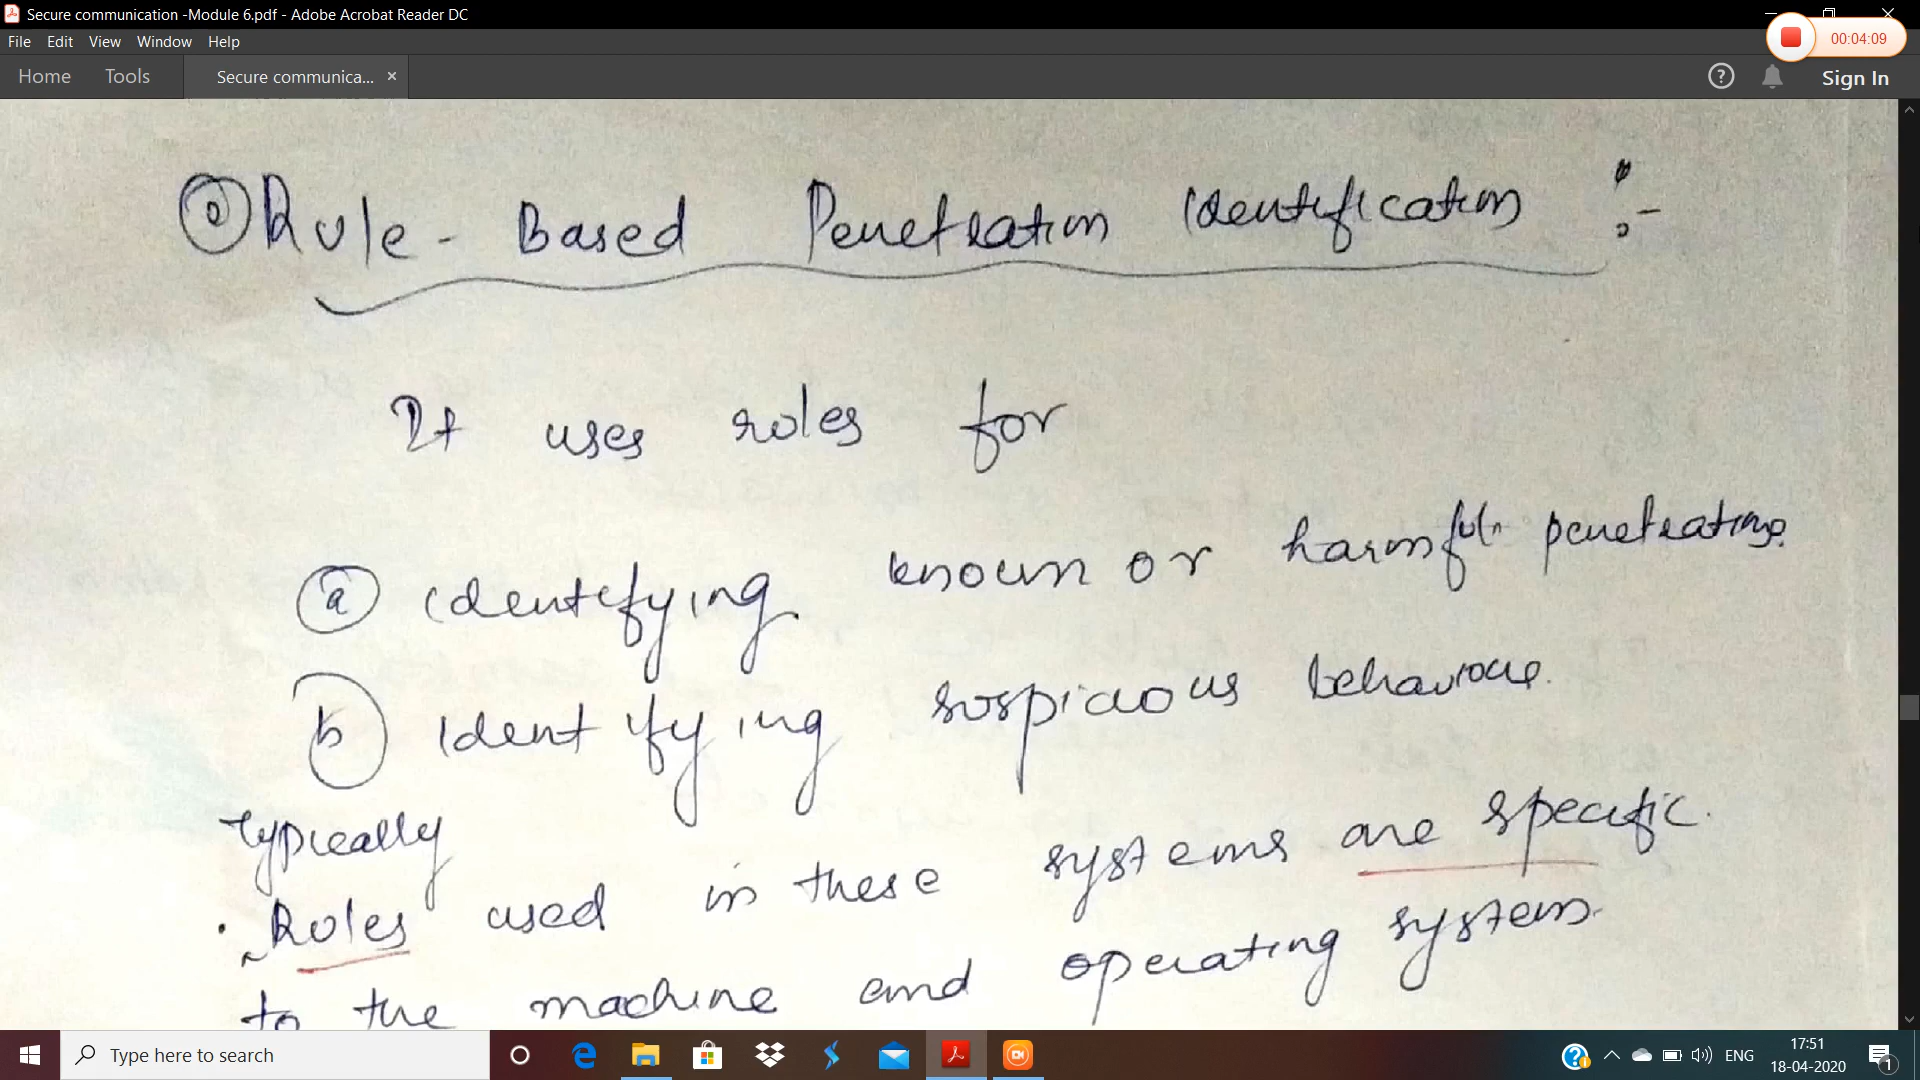 Secure communication -Module 6.pdf - Adobe Acrobat Reader DC
File Edit View Window Help
00:04:09
Home Tools Secure communica... × ? Sign In
② Rule - Based Penetration Identification :-
It uses rules for
ⓐ Identifying known or harmful penetrations.
ⓑ Identifying suspicious behaviour.
Typically
. Rules used in these systems are specific.
to the machine and operating system.
Type here to search
ENG
17:51
18-04-2020
1